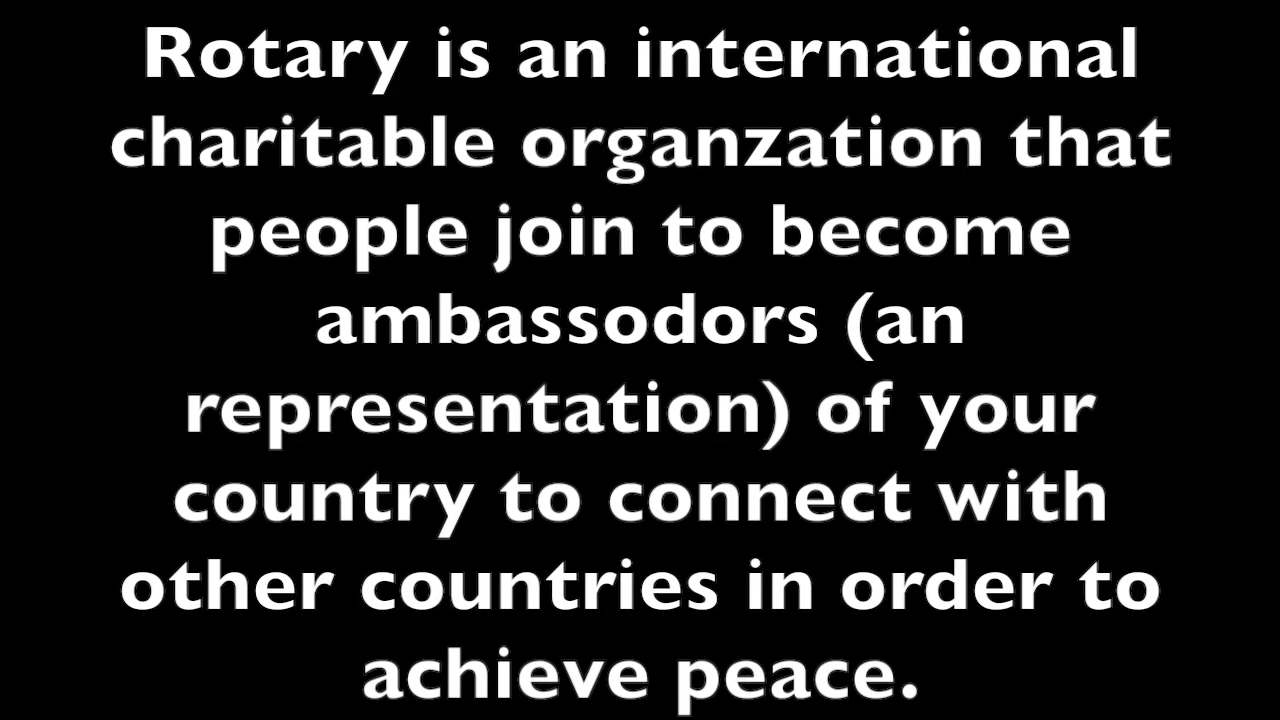 Rotary is an international
charitable organzation that
people join to become
ambassodors (an
representation) of your
country to connect with
other countries in order to
achieve peace.